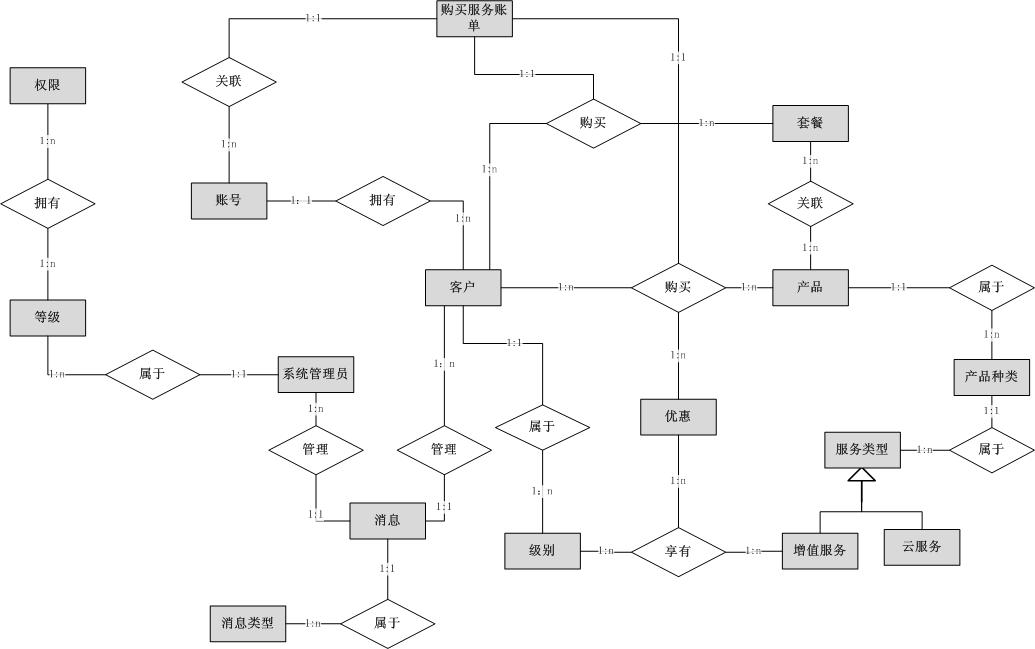 1:1
购买服务账
单
1:1
1:1
关联
权限
购买
1:n
套餐
1:n
1:n
1:n
1:n
拥有
账号
1: 1
拥有
1:n
关联
1:n
1:n
客户
1:n
购买
1:n
产品
1:1
属于
等级
1:n
1:1
1:n
1:n
属于
1:1
系统管理员
1: n
1:n
产品种类
1:n
优惠
1:1
管理
管理
属于
服务类型
1:n
属于
1:n
1: n
1:1
消息
1:1
级别
1:n
享有
1:n
增值服务
云服务
1:1
消息类型
1:n
属于